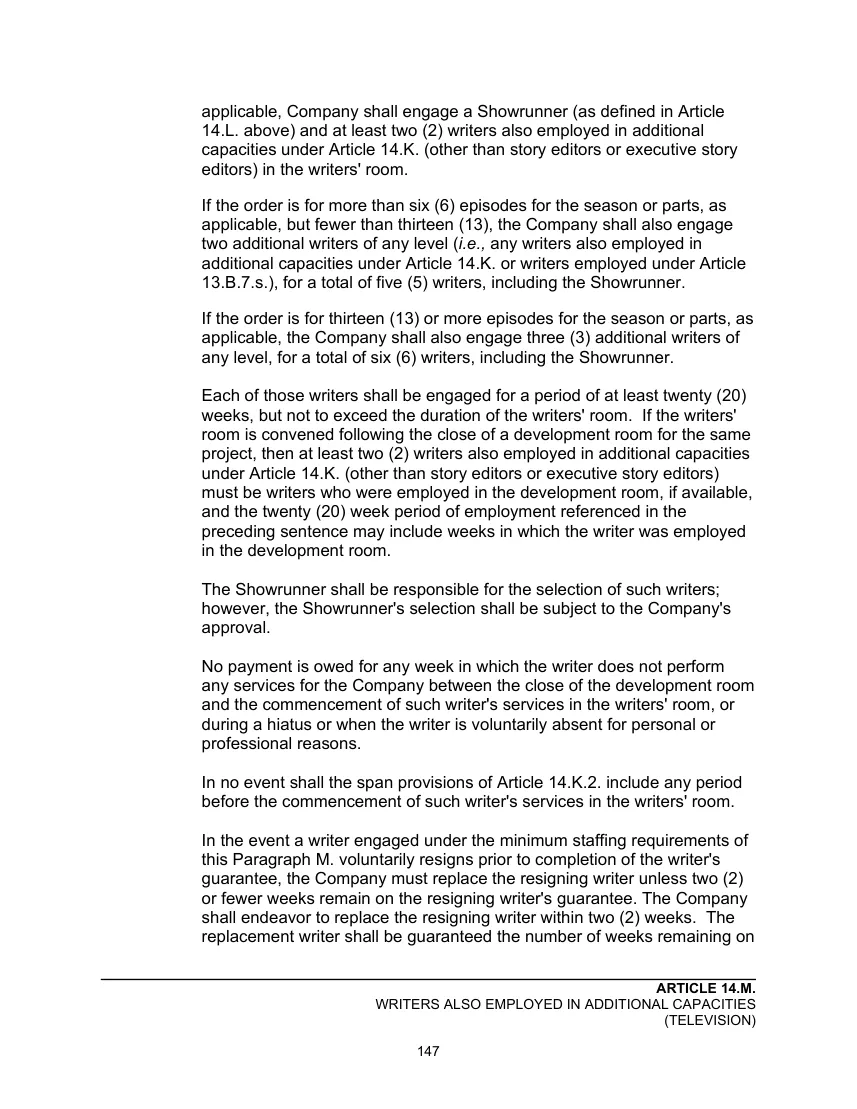 applicable, Company shall engage a Showrunner (as defined in Article
14.L. above) and at least two (2) writers also employed in additional
capacities under Article 14.K. (other than story editors or executive story
editors) in the writers' room.
If the order is for more than six (6) episodes for the season or parts, as
applicable, but fewer than thirteen (13), the Company shall also engage
two additional writers of any level (i.e., any writers also employed in
additional capacities under Article 14.K. or writers employed under Article
13.B.7.s.), for a total of five (5) writers, including the Showrunner.
If the order is for thirteen (13) or more episodes for the season or parts, as
applicable, the Company shall also engage three (3) additional writers of
any level, for a total of six (6) writers, including the Showrunner.
Each of those writers shall be engaged for a period of at least twenty (20)
weeks, but not to exceed the duration of the writers' room.  If the writers'
room is convened following the close of a development room for the same
project, then at least two (2) writers also employed in additional capacities
under Article 14.K. (other than story editors or executive story editors)
must be writers who were employed in the development room, if available,
and the twenty (20) week period of employment referenced in the
preceding sentence may include weeks in which the writer was employed
in the development room.
The Showrunner shall be responsible for the selection of such writers;
however, the Showrunner's selection shall be subject to the Company's
approval.
No payment is owed for any week in which the writer does not perform
any services for the Company between the close of the development room
and the commencement of such writer's services in the writers' room, or
during a hiatus or when the writer is voluntarily absent for personal or
professional reasons.
In no event shall the span provisions of Article 14.K.2. include any period
before the commencement of such writer's services in the writers' room.
In the event a writer engaged under the minimum staffing requirements of
this Paragraph M. voluntarily resigns prior to completion of the writer's
guarantee, the Company must replace the resigning writer unless two (2)
or fewer weeks remain on the resigning writer's guarantee. The Company
shall endeavor to replace the resigning writer within two (2) weeks.  The
replacement writer shall be guaranteed the number of weeks remaining on
ARTICLE 14.M.
WRITERS ALSO EMPLOYED IN ADDITIONAL CAPACITIES
(TELEVISION)
147